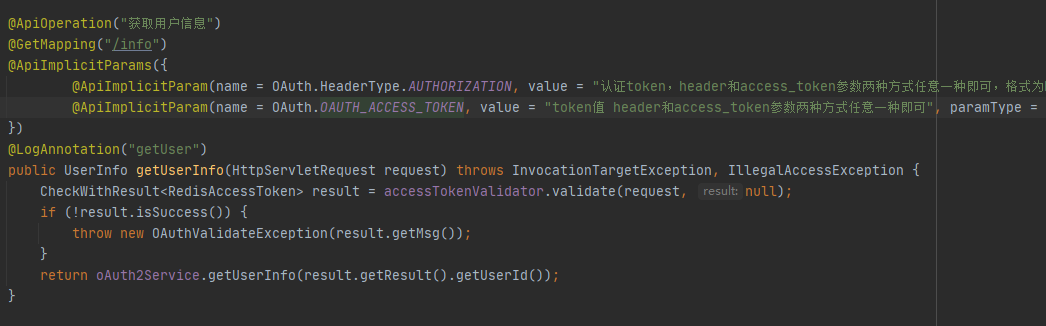 @ApiOperation("获取用户信息")
@GetMapping("/info")
@ApiImplicitParams({
@ApiImplicitParam(name = OAuth.HeaderType.AUTHORIZATION, value = "认证token，header和access_token参数两种方式任意一种即可，格式为
@ApiImplicitParam(name = OAuth.OAUTH_ACCESS_TOKEN, value = "token值 header和access_token参数两种方式任意一种即可", paramType =
})
@LogAnnotation("getUser")
public UserInfo getUserInfo(HttpServletRequest request) throws InvocationTargetException, IllegalAccessException {
CheckWithResult<RedisAccessToken> result = accessTokenValidator.validate(request, result: null);
if (!result.isSuccess()) {
throw new OAuthValidateException(result.getMsg());
}
return oAuth2Service.getUserInfo(result.getResult().getUserId());
}